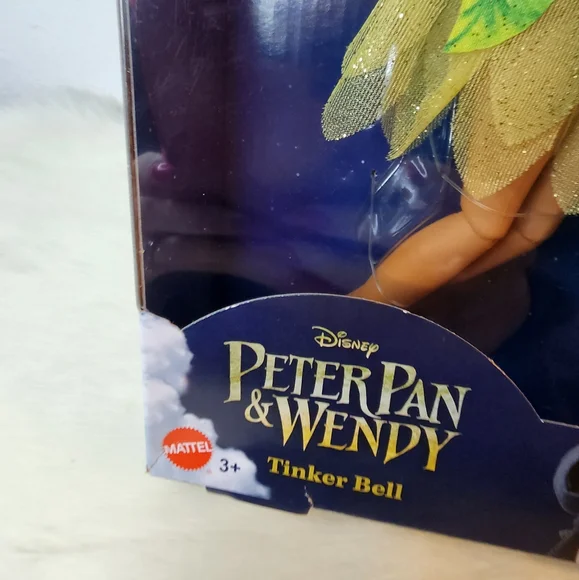 Disney
PETER PAN
& WENDY
MATTEL
3+
Tinker Bell